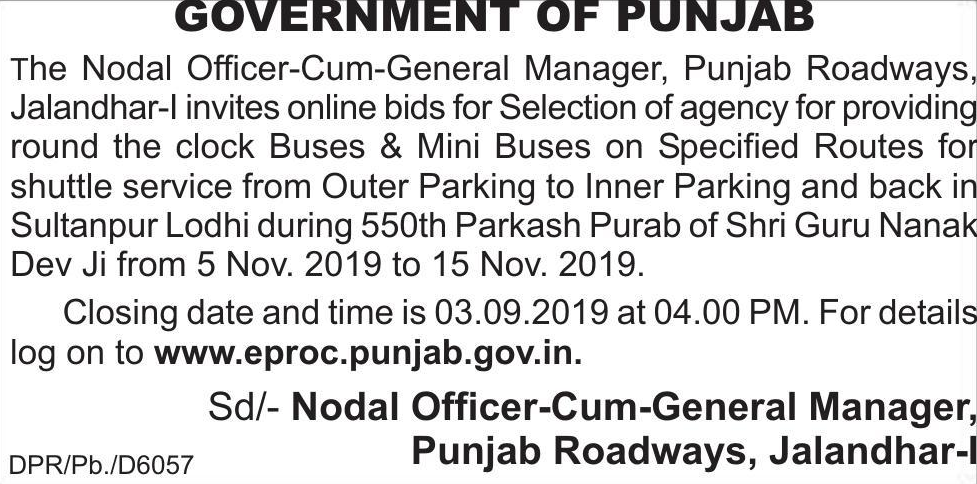 GOVERNMENT OF PUNJAB
The Nodal Officer-Cum-General Manager, Punjab Roadways,
Jalandhar-I invites online bids for Selection of agency for providing
round the clock Buses & Mini Buses on Specified Routes for
shuttle service from Outer Parking to Inner Parking and back in
Sultanpur Lodhi during 550th Parkash Purab of Shri Guru Nanak
Dev Ji from 5 Nov. 2019 to 15 Nov. 2019.
Closing date and time is 03.09.2019 at 04.00 PM. For details
log on to www.eproc.punjab.gov.in.
Sd/- Nodal Officer-Cum-General Manager,
Punjab Roadways, Jalandhar-I
DPR/Pb./D6057